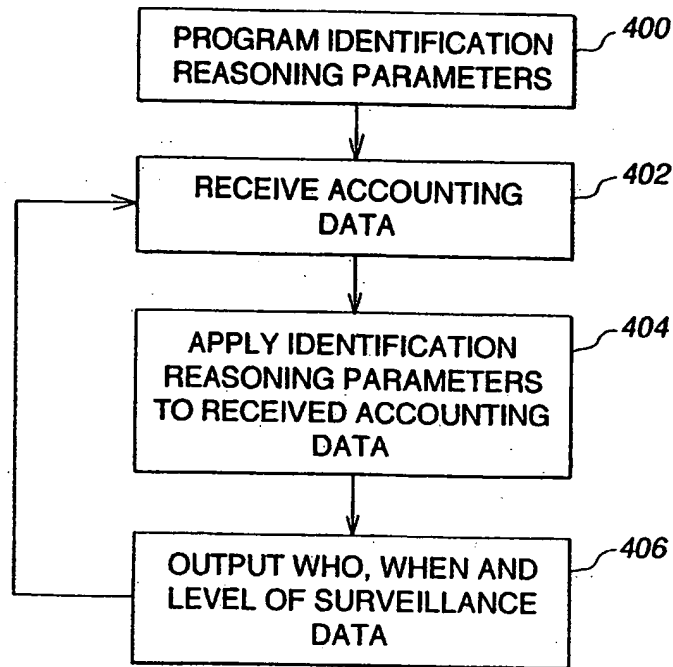 PROGRAM IDENTIFICATION
REASONING PARAMETERS
400
RECEIVE ACCOUNTING
DATA
402
APPLY IDENTIFICATION
REASONING PARAMETERS
TO RECEIVED ACCOUNTING
DATA
404
OUTPUT WHO, WHEN AND
LEVEL OF SURVEILLANCE
DATA
406